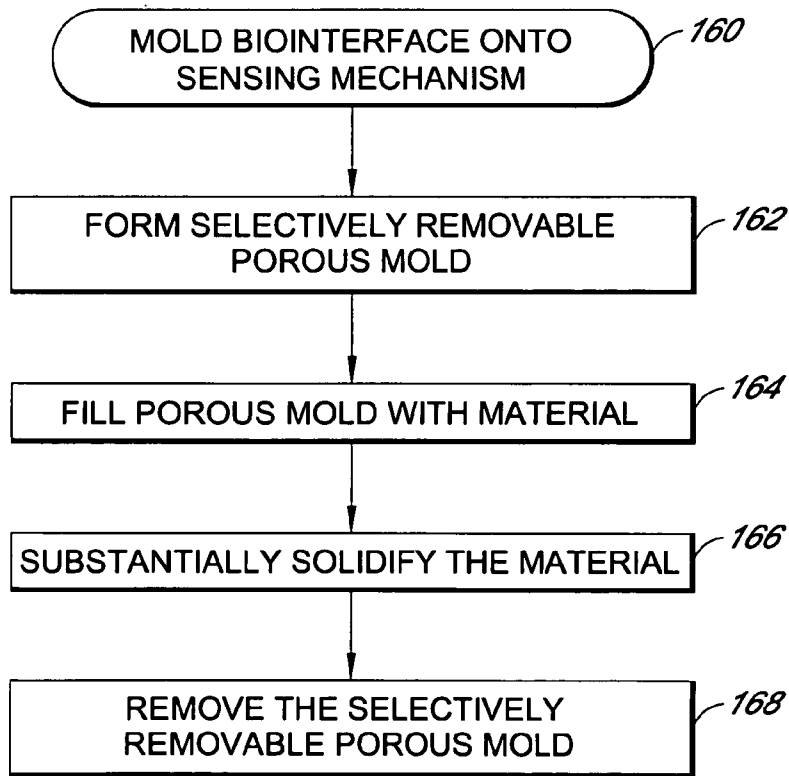 MOLD BIOINTERFACE ONTO
SENSING MECHANISM
160
FORM SELECTIVELY REMOVABLE
POROUS MOLD
162
FILL POROUS MOLD WITH MATERIAL
164
SUBSTANTIALLY SOLIDIFY THE MATERIAL
166
REMOVE THE SELECTIVELY
REMOVABLE POROUS MOLD
168